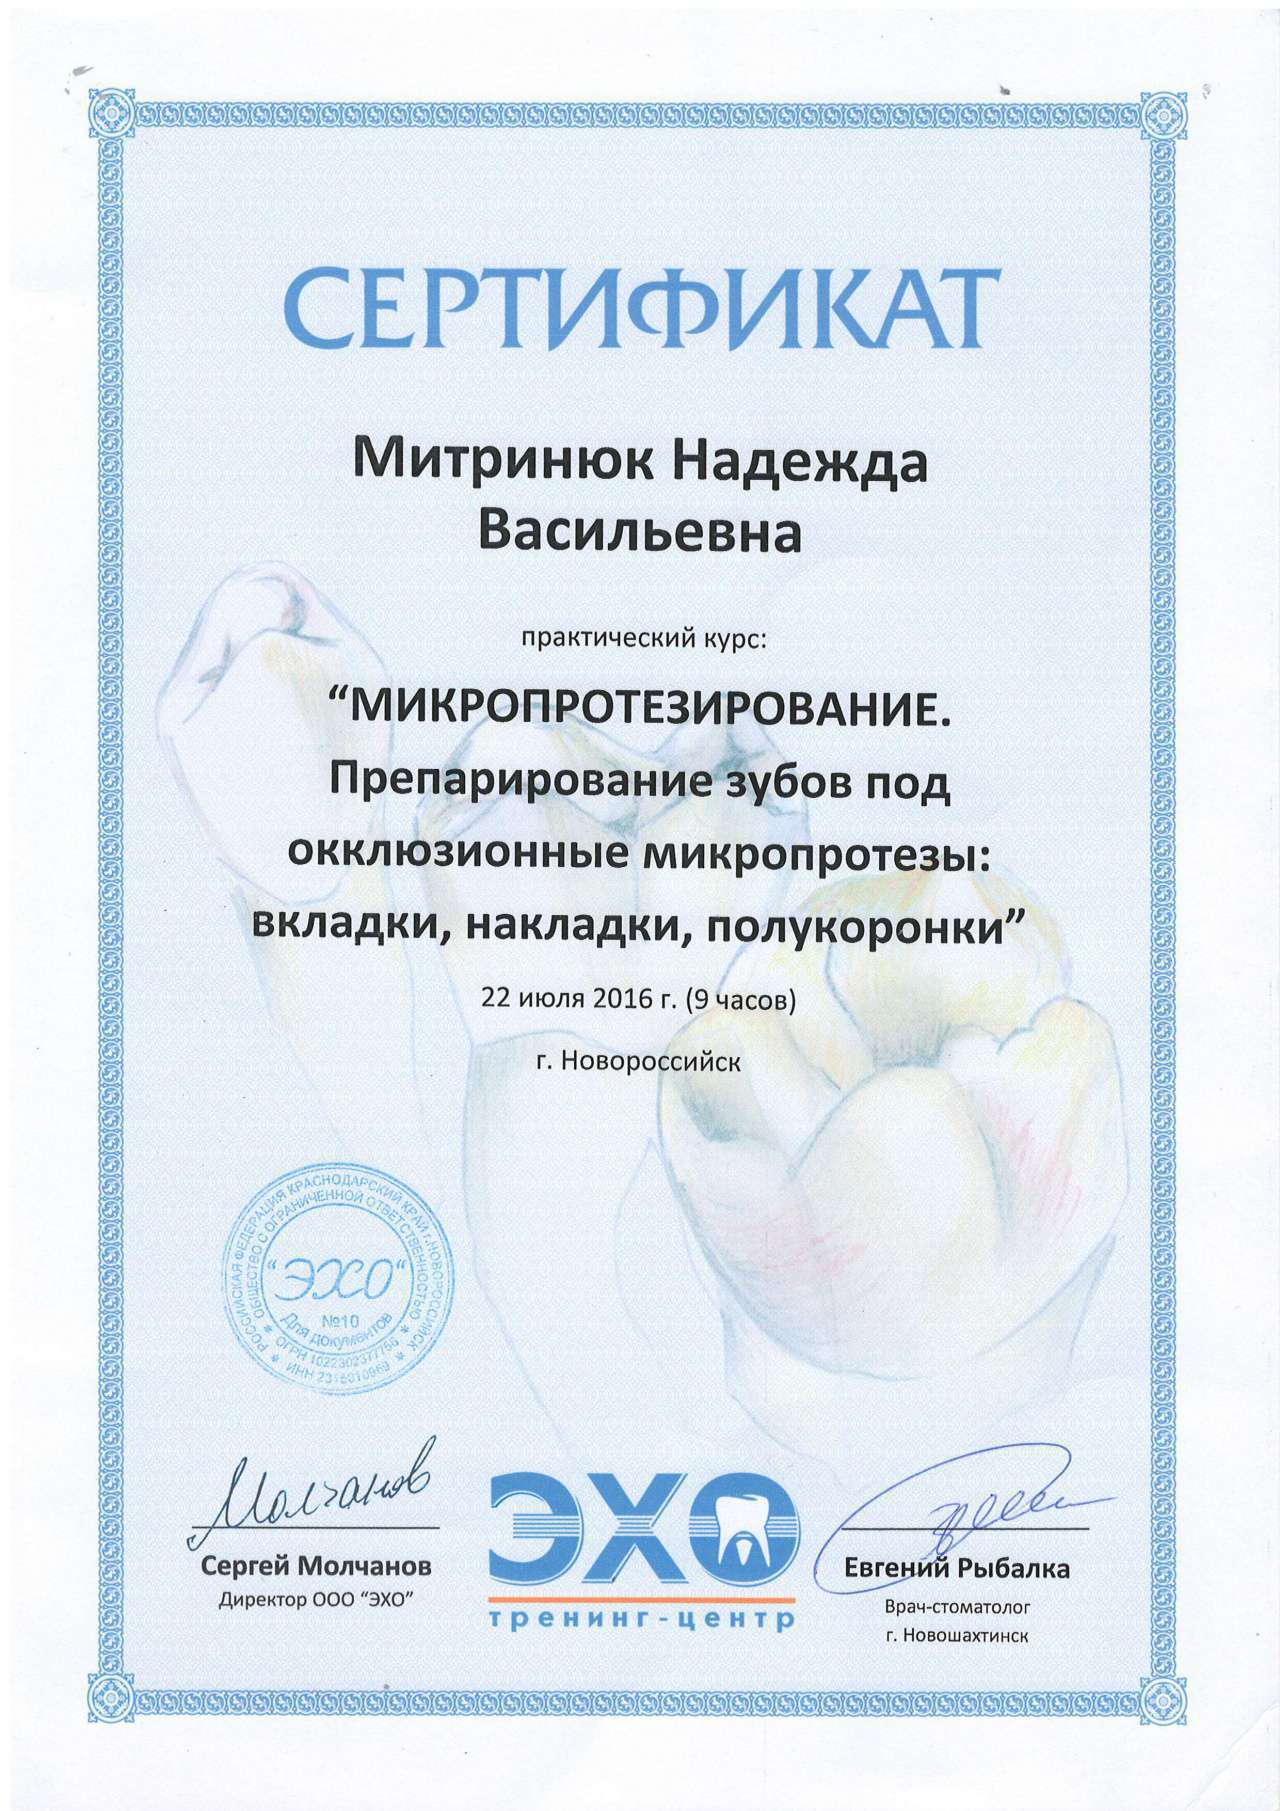 СЕРТИФИКАТ
Митринюк Надежда
Васильевна
практический курс:
“МИКРОПРОТЕЗИРОВАНИЕ.
Препарирование зубов под
окклюзионные микропротезы:
вкладки, накладки, полукоронки”
22 июля 2016 г. (9 часов)
г. Новороссийск
РОССИЙСКАЯ ФЕДЕРАЦИЯ КРАСНОДАРСКИЙ КРАЙ г.НОВОРОССИЙСК
ОБЩЕСТВО С ОГРАНИЧЕННОЙ ОТВЕТСТВЕННОСТЬЮ
“ЭХО“
№10
Для документов
ОГРН 1022302377756
ИНН
Молчанов
Сергей Молчанов
Директор ООО “ЭХО”
ЭХО
тренинг-центр
Евгений Рыбалка
Врач-стоматолог
г. Новошахтинск